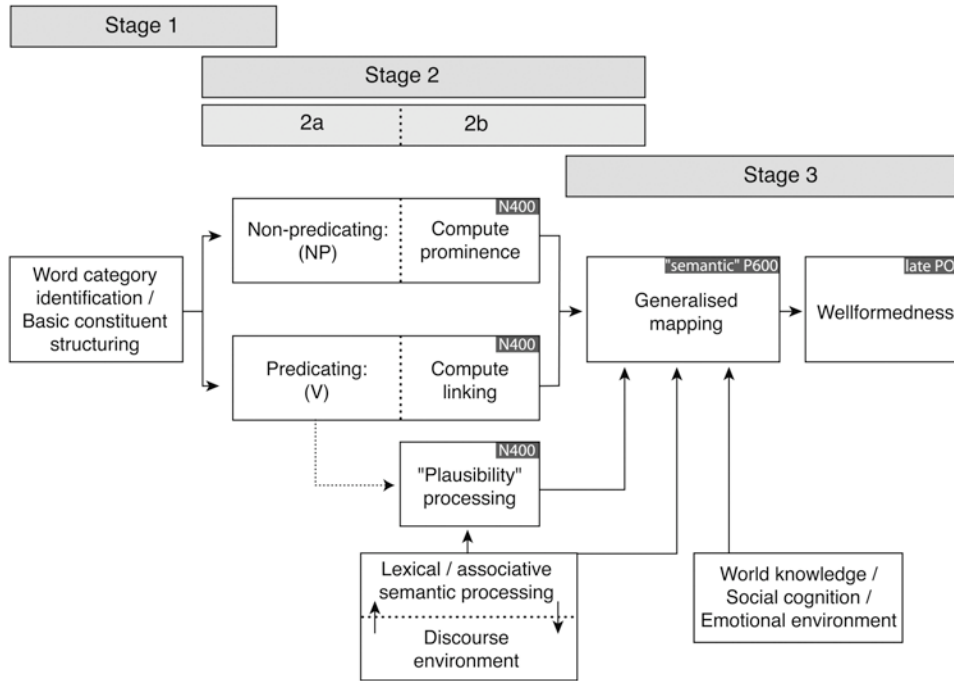 Stage 1
Stage 2
2a
2b
Stage 3
Non-predicating:
(NP)
N400
Compute
prominence
Word category
identification /
Basic constituent
structuring
"semantic" P600
Generalised
mapping
late PO
Wellformedness
Predicating:
(V)
N400
Compute
linking
N400
"Plausibility"
processing
Lexical / associative
semantic processing
Discourse
environment
World knowledge /
Social cognition /
Emotional environment